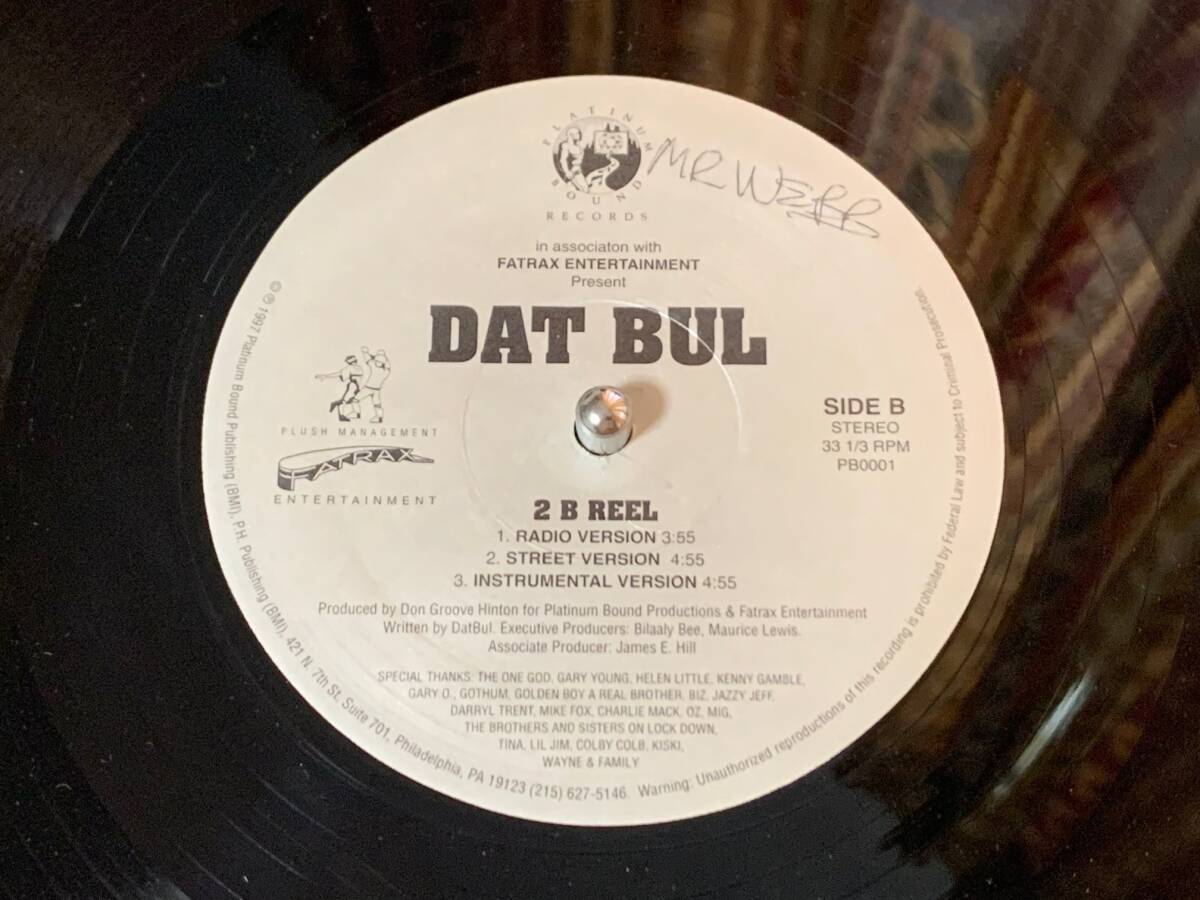 PLATINUM BOUND
RECORDS
MR WEBB
in associaton with
FATRAX ENTERTAINMENT
Present
DAT BUL
PLUSH MANAGEMENT
FATRAX
ENTERTAINMENT
SIDE B
STEREO
33 1/3 RPM
PB0001
2 B REEL
1. RADIO VERSION 3:55
2. STREET VERSION 4:55
3. INSTRUMENTAL VERSION 4:55
Produced by Don Groove Hinton for Platinum Bound Productions & Fatrax Entertainment
Written by DatBul. Executive Producers: Bilaaly Bee, Maurice Lewis.
Associate Producer: James E. Hill
SPECIAL THANKS: THE ONE GOD, GARY YOUNG, HELEN LITTLE, KENNY GAMBLE,
GARY O., GOTHUM, GOLDEN BOY A REAL BROTHER, BIZ, JAZZY JEFF,
DARRYL TRENT, MIKE FOX, CHARLIE MACK, OZ, MIG,
THE BROTHERS AND SISTERS ON LOCK DOWN,
TINA, LIL JIM, COLBY COLB, KISKI,
WAYNE & FAMILY
© ℗ 1997 Platinum Bound Publishing (BMI), P.H. Publishing (BMI), 421 N. 7th St. Suite 701, Philadelphia, PA 19123 (215) 627-5146. Warning: Unauthorized reproductions of this recording is prohibited by Federal Law and subject to Criminal Prosecution.